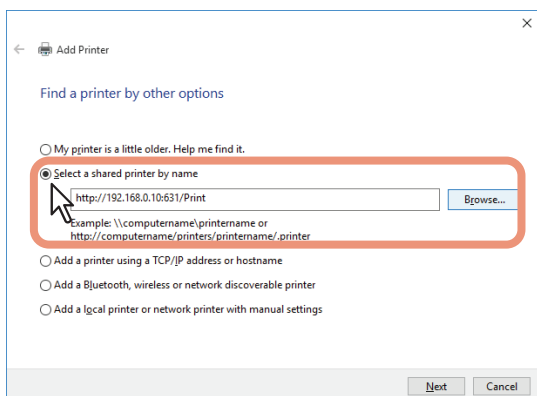 Add Printer
Find a printer by other options
My printer is a little older. Help me find it.
Select a shared printer by name
http://192.168.0.10:631/Print
Browse...
Example: \\computername\printername or
http://computername/printers/printername/.printer
Add a printer using a TCP/IP address or hostname
Add a Bluetooth, wireless or network discoverable printer
Add a local printer or network printer with manual settings
Next
Cancel